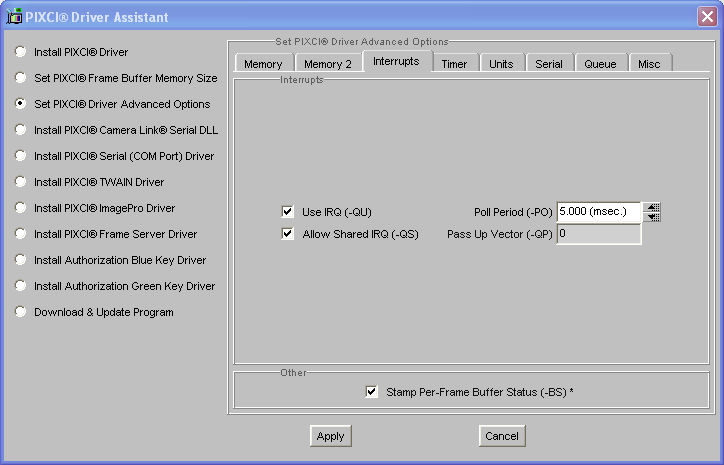 PIXCI® Driver Assistant
Install PIXCI® Driver
Set PIXCI® Frame Buffer Memory Size
Set PIXCI® Driver Advanced Options
Install PIXCI® Camera Link® Serial DLL
Install PIXCI® Serial (COM Port) Driver
Install PIXCI® TWAIN Driver
Install PIXCI® ImagePro Driver
Install PIXCI® Frame Server Driver
Install Authorization Blue Key Driver
Install Authorization Green Key Driver
Download & Update Program
Set PIXCI® Driver Advanced Options
Memory Memory 2 Interrupts Timer Units Serial Queue Misc
Interrupts
Use IRQ (-QU) Poll Period (-PO) 5.000 (msec.)
Allow Shared IRQ (-QS) Pass Up Vector (-QP) 0
Other
Stamp Per-Frame Buffer Status (-BS) *
Apply Cancel